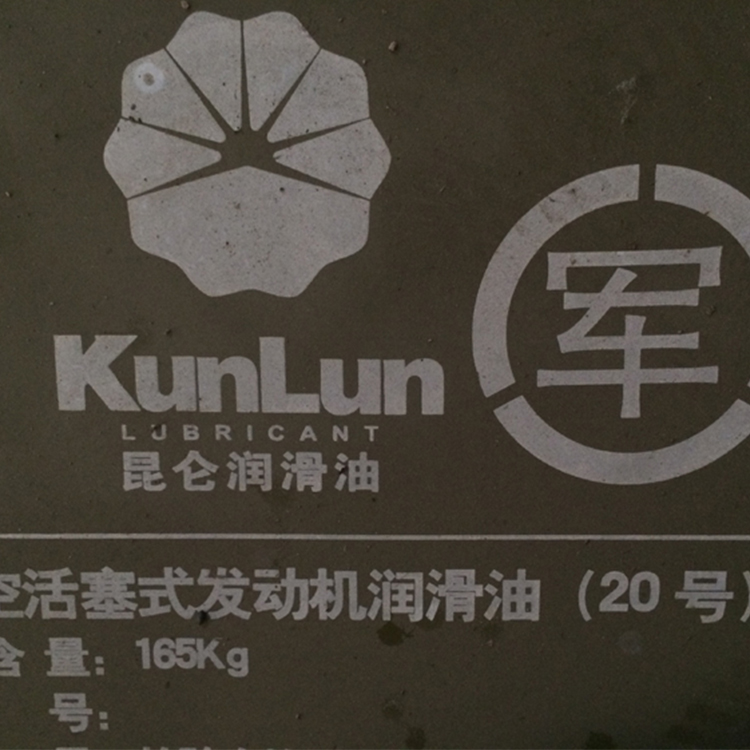 军
KunLun
LUBRICANT
昆仑润滑油
空活塞式发动机润滑油（20号）
含 量：165Kg
号：